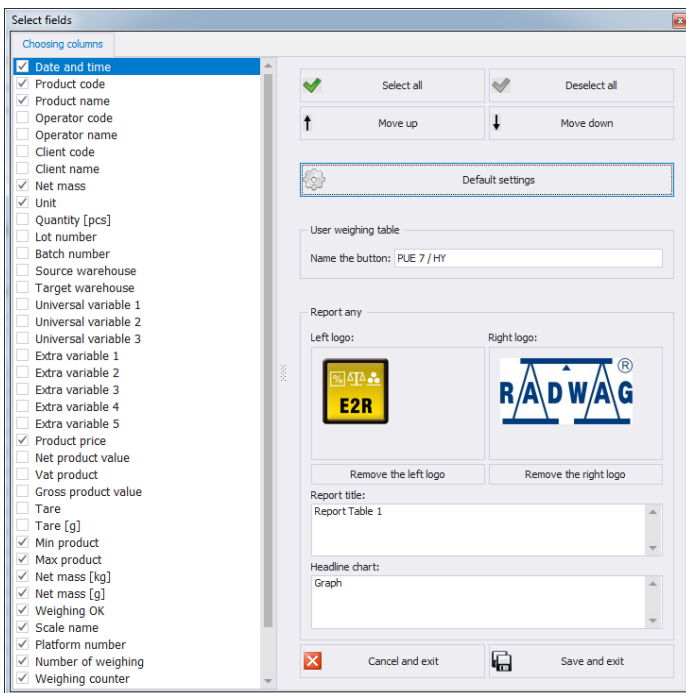 Select fields
Choosing columns
Date and time
Product code
Product name
Operator code
Operator name
Client code
Client name
Net mass
Unit
Quantity [pcs]
Lot number
Batch number
Source warehouse
Target warehouse
Universal variable 1
Universal variable 2
Universal variable 3
Extra variable 1
Extra variable 2
Extra variable 3
Extra variable 4
Extra variable 5
Product price
Net product value
Vat product
Gross product value
Tare
Tare [g]
Min product
Max product
Net mass [kg]
Net mass [g]
Weighing OK
Scale name
Platform number
Number of weighing
Weighing counter
Select all
Deselect all
Move up
Move down
Default settings
User weighing table
Name the button: PUE 7 / HY
Report any
Left logo:
Right logo:
%
E2R
RADWAG®
Remove the left logo
Remove the right logo
Report title:
Report Table 1
Headline chart:
Graph
Cancel and exit
Save and exit